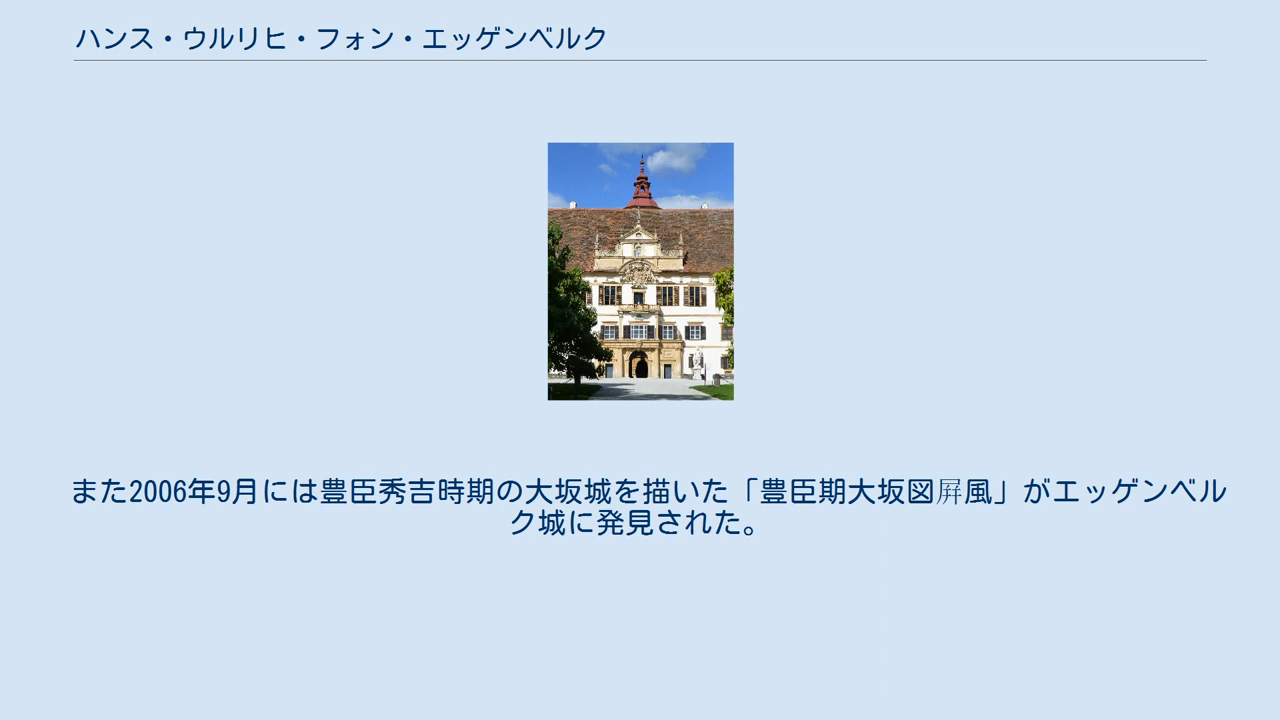 ハンス・ウルリヒ・フォン・エッゲンベルク
また2006年9月には豊臣秀吉時期の大坂城を描いた「豊臣期大坂図屛風」がエッゲンベル
ク城に発見された。